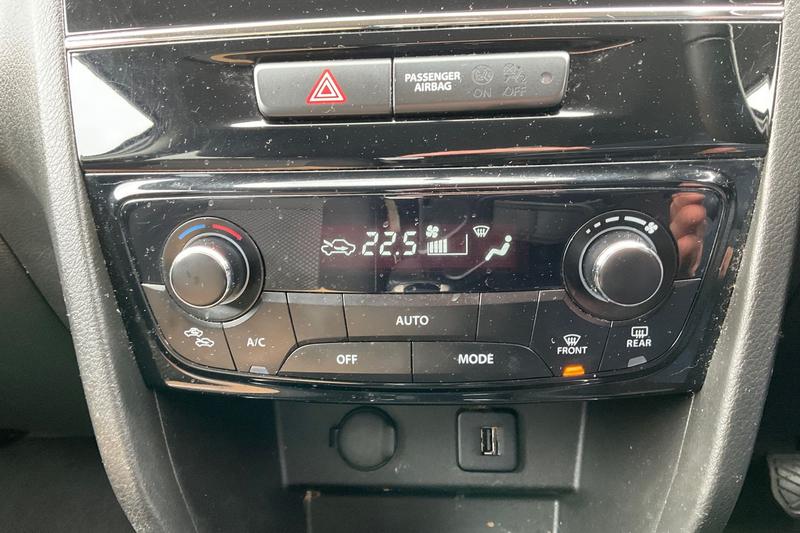 PASSENGER
AIRBAG
ON OFF
22.5
A/C
AUTO
OFF
MODE
FRONT
REAR